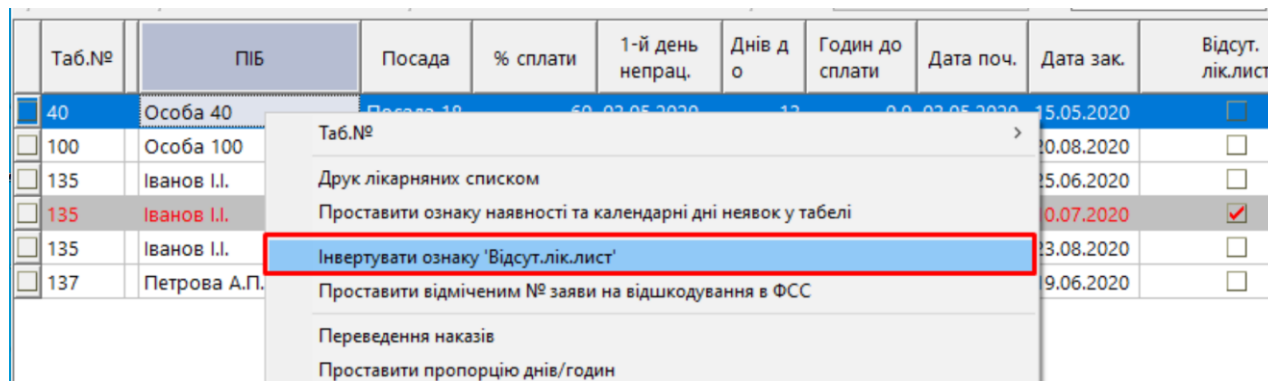 Таб.№ ПІБ Посада % сплати 1-й день непрац. Днів д о Годин до сплати Дата поч. Дата зак. Відсут. лік.лист
40 Особа 40 15.05.2020
Таб.№
100 Особа 100 20.08.2020
Друк лікарняних списком
135 Іванов І.І. 25.06.2020
Проставити ознаку наявності та календарні дні неявок у табелі
135 Іванов І.І. 0.07.2020
135 Іванов І.І. 23.08.2020
Інвертувати ознаку 'Відсут.лік.лист'
137 Петрова А.П. 9.06.2020
Проставити відміченим № заяви на відшкодування в ФСС
Переведення наказів
Проставити пропорцію днів/годин